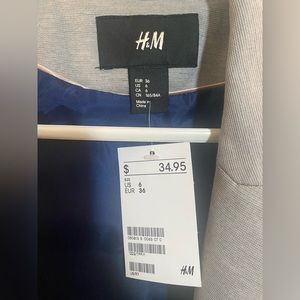 H&M
EUR 36
US 6
CA 6
CN 165/84A
Made in
China
$ 34.95
US 6
EUR 36
H&M